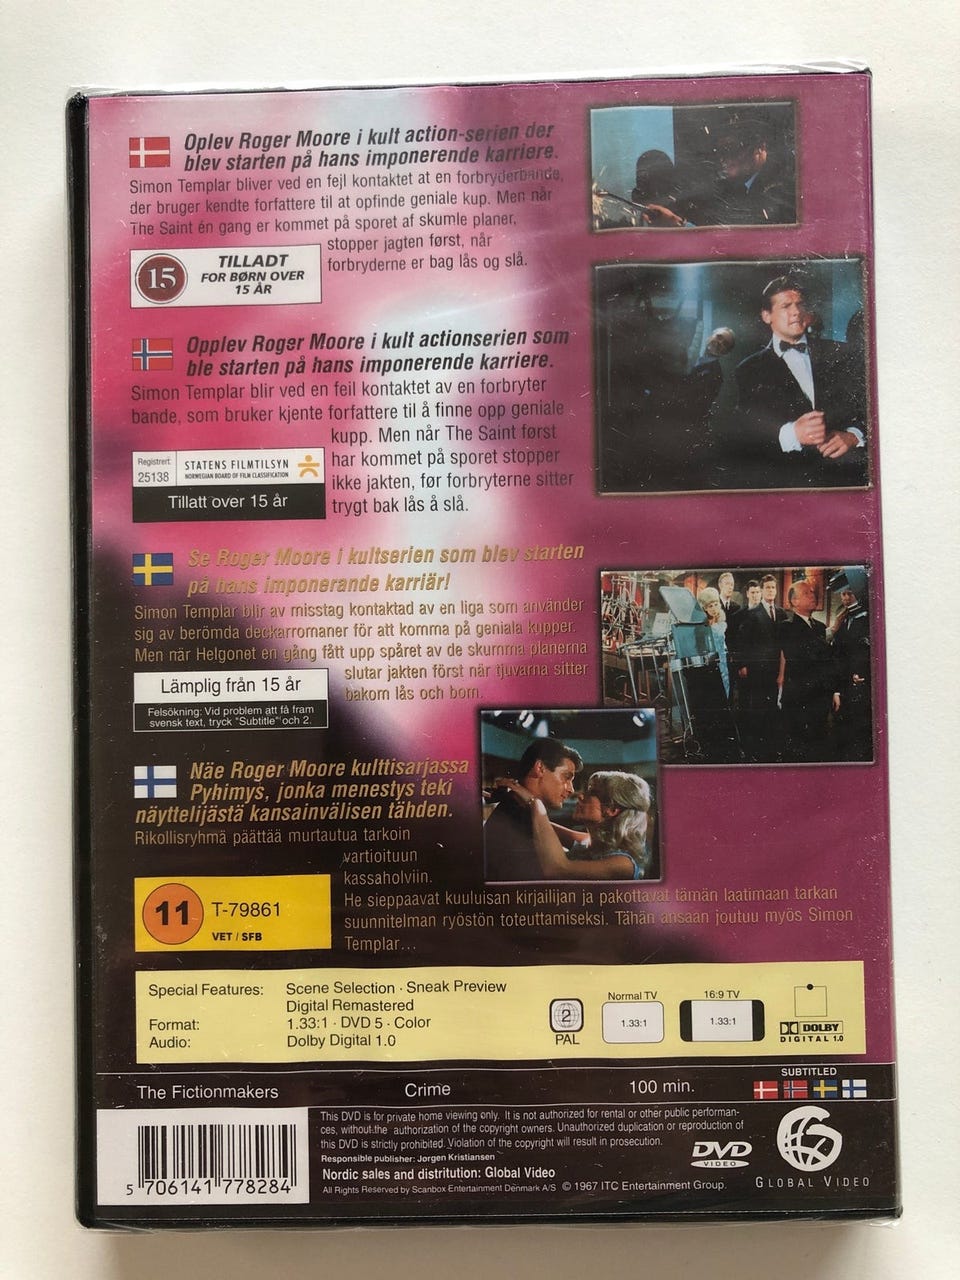 Oplev Roger Moore i kult action-serien der
blev starten på hans imponerende karriere.
Simon Templar bliver ved en fejl kontaktet at en forbryderbande,
der bruger kendte forfattere til at opfinde geniale kup. Men når
The Saint én gang er kommet på sporet af skumle planer,
stopper jagten først, når
forbryderne er bag lås og slå.
15
TILLADT
FOR BØRN OVER
15 ÅR
Opplev Roger Moore i kult actionserien som
ble starten på hans imponerende karriere.
Simon Templar blir ved en feil kontaktet av en forbryter
bande, som bruker kjente forfattere til å finne opp geniale
kupp. Men når The Saint først
har kommet på sporet stopper
ikke jakten, før forbryterne sitter
trygt bak lås å slå.
Registrert:
25138
STATENS FILMTILSYN
NORWEGIAN BOARD OF FILM CLASSIFICATION
Tillatt over 15 år
Se Roger Moore i kultserien som blev starten
på hans imponerande karriär!
Simon Templar blir av misstag kontaktad av en liga som använder
sig av berömda deckarromaner för att komma på geniala kupper.
Men när Helgonet en gång fått upp spåret av de skumma planerna
slutar jakten först när tjuvarna sitter
bakom lås och bom.
Lämplig från 15 år
Felsökning: Vid problem att få fram
svensk text, tryck "Subtitle" och 2.
Näe Roger Moore kulttisarjassa
Pyhimys, jonka menestys teki
näyttelijästä kansainvälisen tähden.
Rikollisryhmä päättää murtautua tarkoin
vartioituun
kassaholviin.
He sieppaavat kuuluisan kirjailijan ja pakottavat tämän laatimaan tarkan
suunnitelman ryöstön toteuttamiseksi. Tähän ansaan joutuu myös Simon
Templar...
11
T-79861
VET / SFB
Special Features: Scene Selection · Sneak Preview
Digital Remastered
Format: 1.33:1 · DVD 5 · Color
Audio: Dolby Digital 1.0
2
PAL
Normal TV
1.33:1
16:9 TV
1.33:1
DOLBY
DIGITAL 1.0
The Fictionmakers Crime 100 min.
SUBTITLED
This DVD is for private home viewing only. It is not authorized for rental or other public performan-
ces, without.the authorization of the copyright owners. Unauthorized duplication or reproduction of
this DVD is strictly prohibited. Violation of the copyright will result in prosecution.
Responsible publisher: Jorgen Kristiansen
Nordic sales and distritution: Global Video
All Rights Reserved by Scanbox Entertainment Denmark A/S © 1967 ITC Entertainment Group.
DVD
VIDEO
GLOBAL VIDEO
5 706141 778284